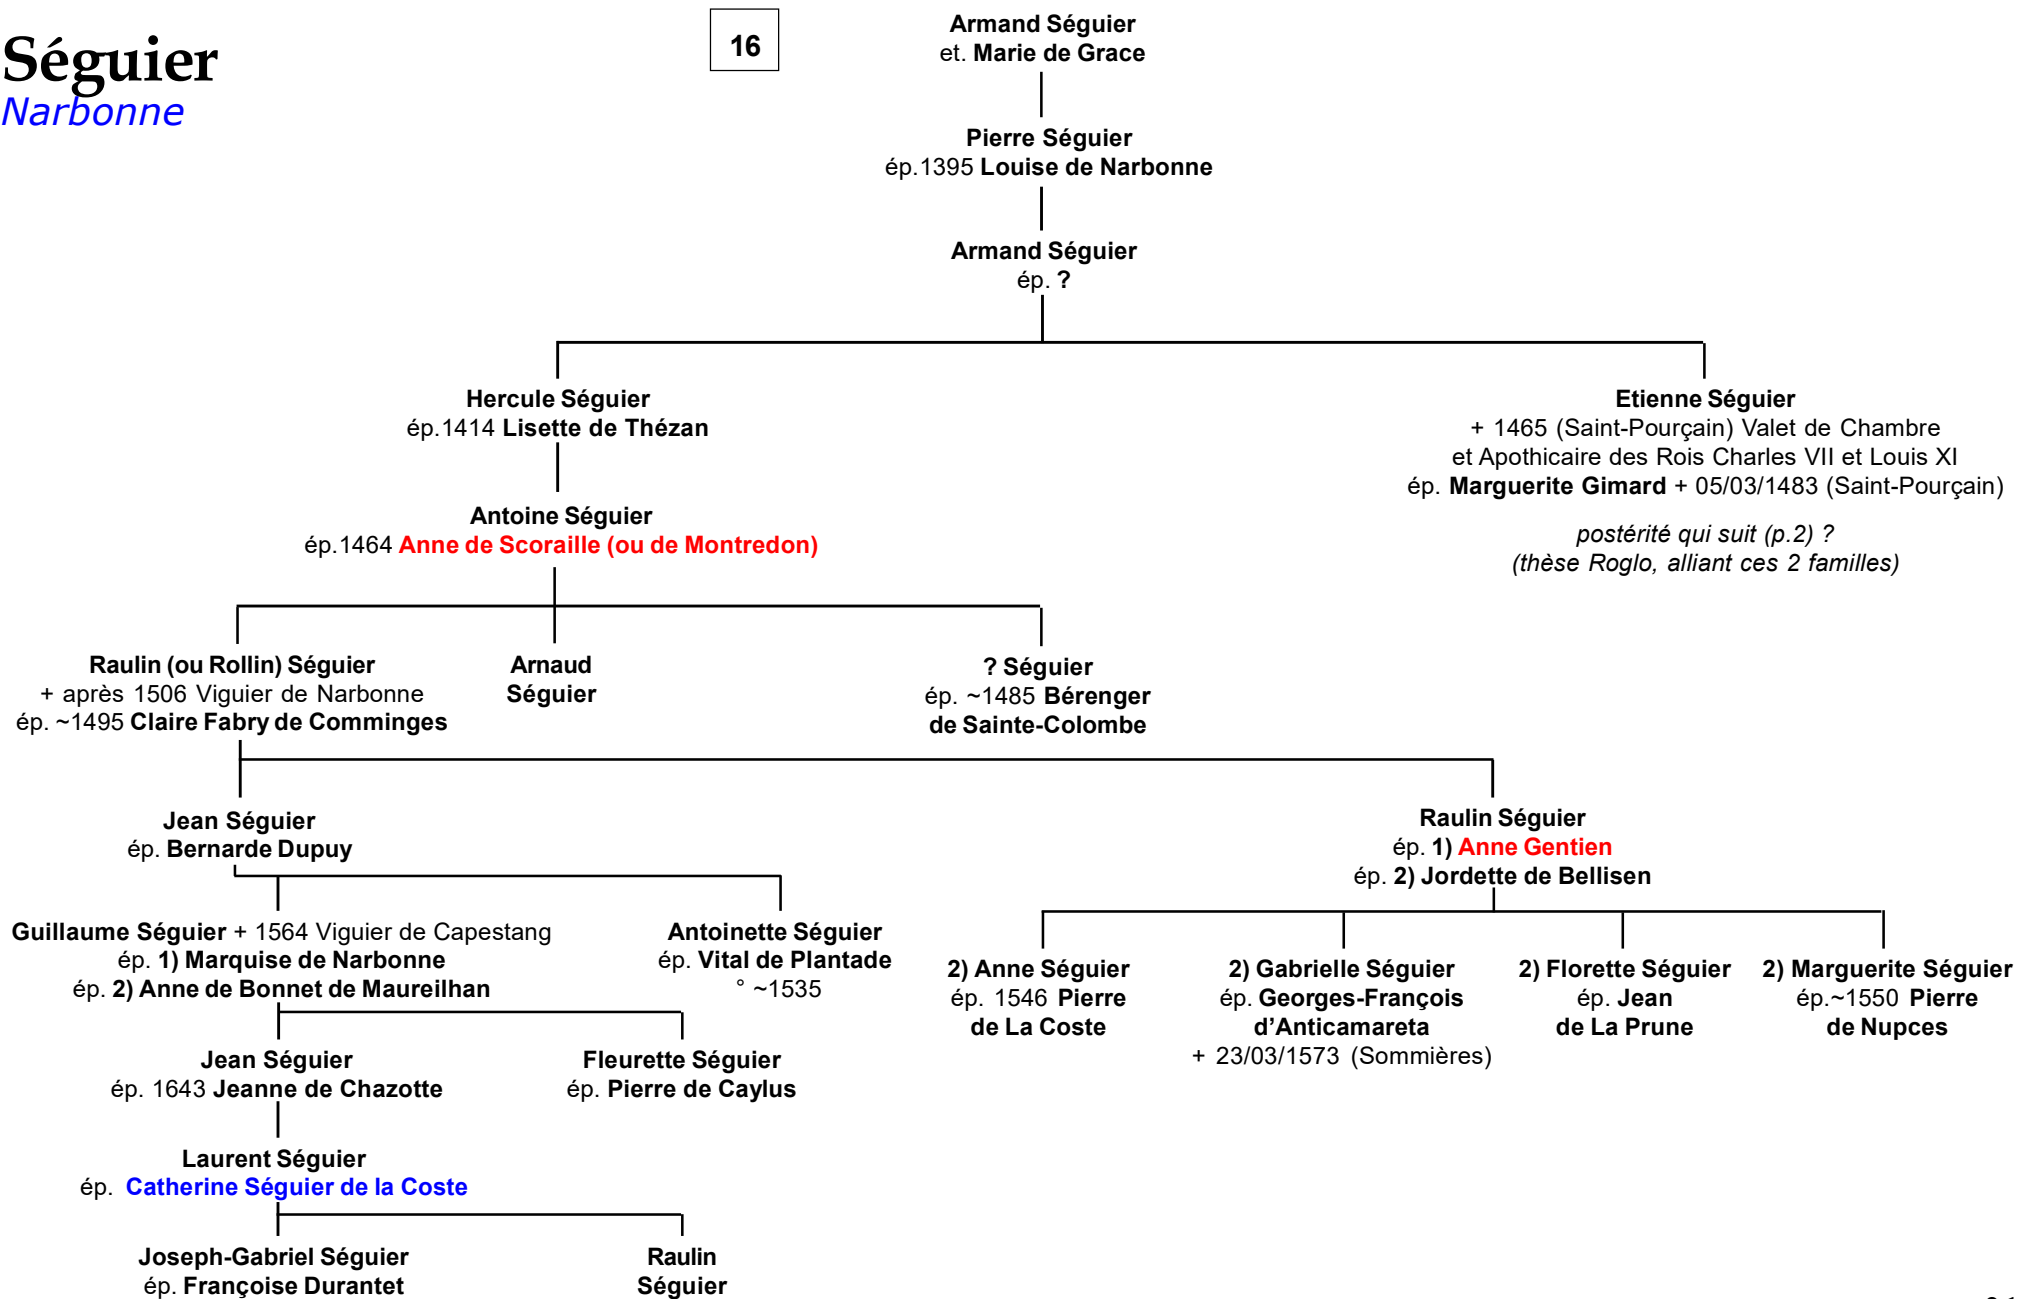 Séguier
Narbonne
16
Armand Séguier
et. Marie de Grace
Pierre Séguier
ép.1395 Louise de Narbonne
Armand Séguier
ép. ?
Hercule Séguier
ép.1414 Lisette de Thézan
Etienne Séguier
+ 1465 (Saint-Pourçain) Valet de Chambre
et Apothicaire des Rois Charles VII et Louis XI
ép. Marguerite Gimard + 05/03/1483 (Saint-Pourçain)
postérité qui suit (p.2) ?
(thèse Roglo, alliant ces 2 familles)
Antoine Séguier
ép.1464 Anne de Scoraille (ou de Montredon)
Raulin (ou Rollin) Séguier
+ après 1506 Viguier de Narbonne
ép. ~1495 Claire Fabry de Comminges
Arnaud
Séguier
? Séguier
ép. ~1485 Bérenger
de Sainte-Colombe
Jean Séguier
ép. Bernarde Dupuy
Raulin Séguier
ép. 1) Anne Gentien
ép. 2) Jordette de Bellisen
Guillaume Séguier + 1564 Viguier de Capestang
ép. 1) Marquise de Narbonne
ép. 2) Anne de Bonnet de Maureilhan
Antoinette Séguier
ép. Vital de Plantade
° ~1535
2) Anne Séguier
ép. 1546 Pierre
de La Coste
2) Gabrielle Séguier
ép. Georges-François
d’Anticamareta
+ 23/03/1573 (Sommières)
2) Florette Séguier
ép. Jean
de La Prune
2) Marguerite Séguier
ép.~1550 Pierre
de Nupces
Jean Séguier
ép. 1643 Jeanne de Chazotte
Fleurette Séguier
ép. Pierre de Caylus
Laurent Séguier
ép. Catherine Séguier de la Coste
Joseph-Gabriel Séguier
ép. Françoise Durantet
Raulin
Séguier